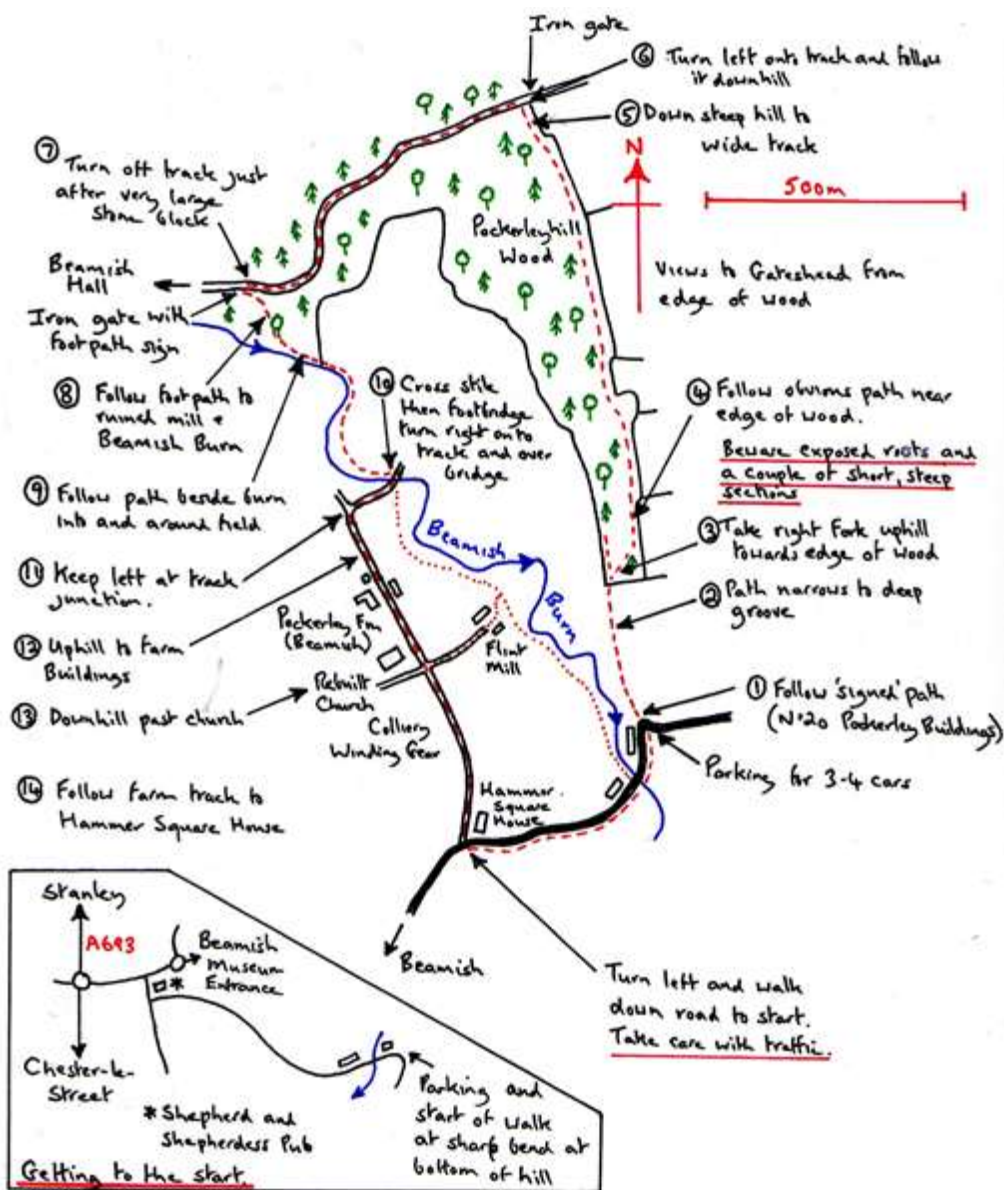 Iron gate
⑥ Turn left onto track and follow
it downhill
⑤ Down steep hill to
wide track
N
500m
⑦
Turn off track just
after very large
stone block
Pockerleyhill
Wood
Views to Gateshead from
edge of wood
Beamish
Hall
Iron gate with
footpath sign
⑧ Follow footpath to
ruined mill +
Beamish Burn
⑩ Cross stile
then footbridge
turn right onto
track and over
bridge
④ Follow obvious path near
edge of wood.
Beware exposed roots and
a couple of short, steep
sections
⑨ Follow path beside burn
into and around field
③ Take right fork uphill
towards edge of wood
Beamish
Burn
⑪ Keep left at track
junction.
② Path narrows to deep
groove
Pockerley Fm
(Beamish)
⑫ Uphill to farm
Buildings
Flint
Mill
⑬ Downhill past church
Rebuilt
Church
① Follow 'signed' path
(Nº20 Pockerley Buildings)
Colliery
Winding Gear
Parking for 3-4 cars
⑭ Follow farm track to
Hammer Square House
Hammer
Square
House
Beamish
Turn left and walk
down road to start.
Take care with traffic.
Stanley
A693
Beamish
Museum
Entrance
*
Chester-le-
Street
* Shepherd and
Shepherdess Pub
Parking and
start of walk
at sharp bend at
bottom of hill
Getting to the start.